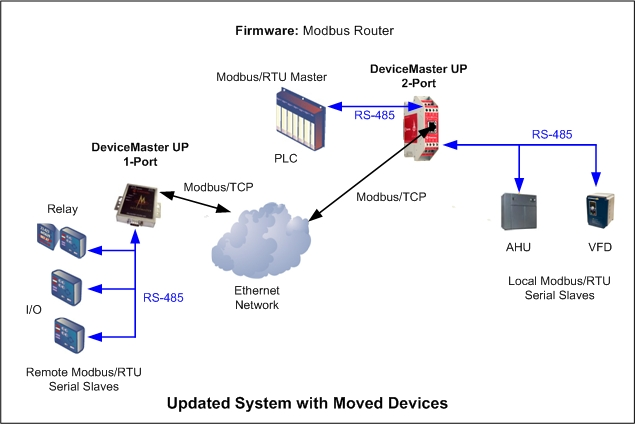 Firmware: Modbus Router
DeviceMaster UP
2-Port
Modbus/RTU Master
RS-485
PLC
RS-485
DeviceMaster UP
1-Port
Modbus/TCP
Modbus/TCP
Relay
AHU
VFD
Ethernet
Network
Local Modbus/RTU
Serial Slaves
RS-485
I/O
Remote Modbus/RTU
Serial Slaves
Updated System with Moved Devices